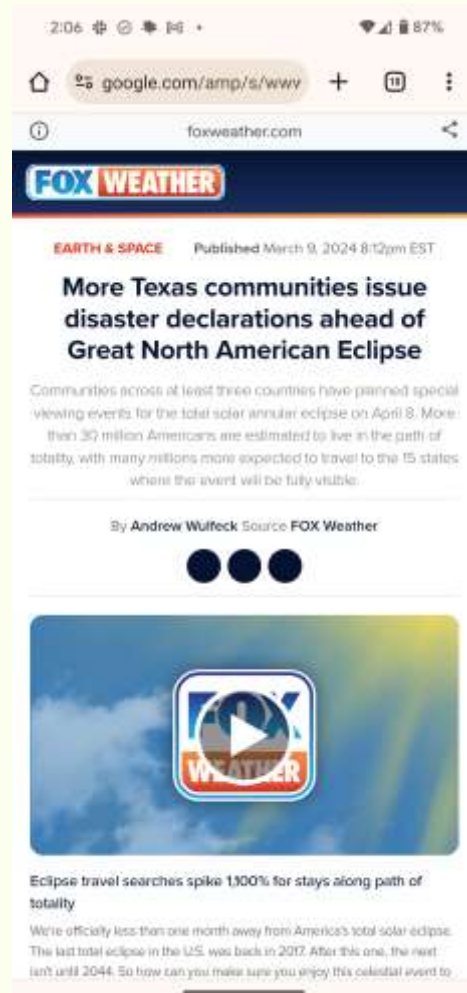 2:06
87%
google.com/amp/s/wwv
18
foxweather.com
FOX WEATHER
EARTH & SPACE Published March 9, 2024 8:12pm EST
More Texas communities issue
disaster declarations ahead of
Great North American Eclipse
Communities across at least three countries have planned special
viewing events for the total solar annular eclipse on April 8. More
than 30 million Americans are estimated to live in the path of
totality, with many millions more expected to travel to the 15 states
where the event will be fully visible.
By Andrew Wulfeck Source FOX Weather
FOX
WEATHER
Eclipse travel searches spike 1,100% for stays along path of
totality
We're officially less than one month away from America's total solar eclipse.
The last total eclipse in the U.S. was back in 2017. After this one, the next
isn't until 2044. So how can you make sure you enjoy this celestial event to